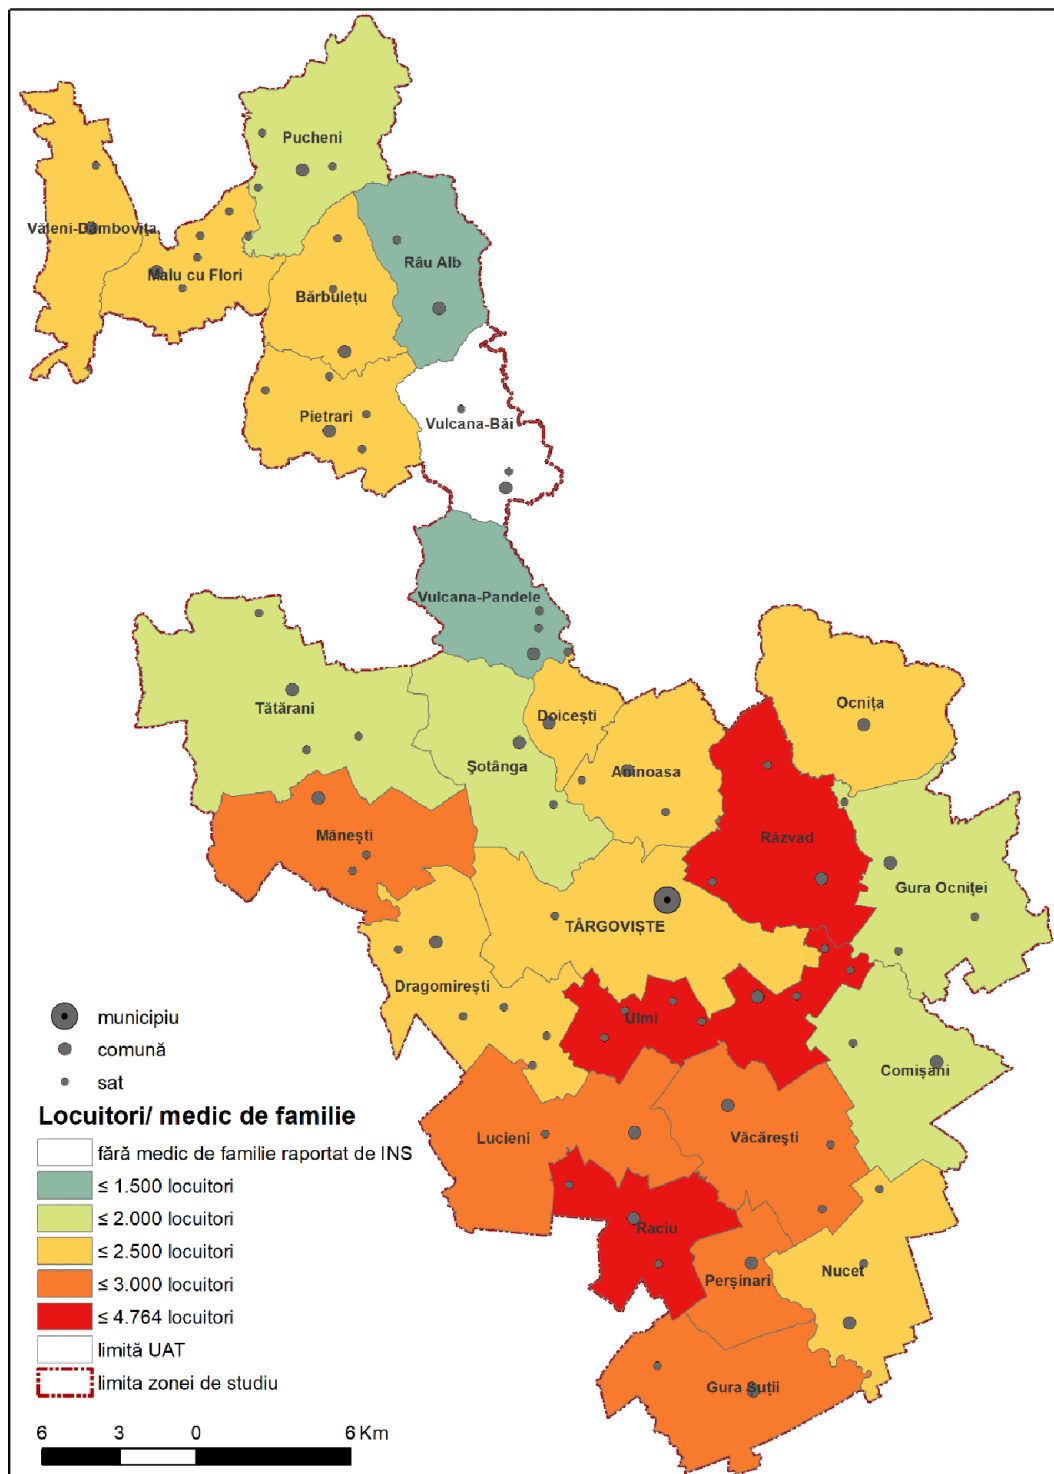 Pucheni
Văleni-Dâmbovița
Râu Alb
Malu cu Flori
Bărbulețu
Pietrari
Vulcana-Băi
Vulcana-Pandele
Ocnița
Tătărani
Doicești
Șotânga
Aninoasa
Mănești
Răzvad
Gura Ocniței
TÂRGOVIȘTE
Dragomirești
Ulmi
Comișani
Lucieni
Văcărești
Raciu
Perșinari
Nucet
Gura Șuții
municipiu
comună
sat
Locuitori/ medic de familie
fără medic de familie raportat de INS
≤ 1.500 locuitori
≤ 2.000 locuitori
≤ 2.500 locuitori
≤ 3.000 locuitori
≤ 4.764 locuitori
limită UAT
limita zonei de studiu
6 3 0 6 Km